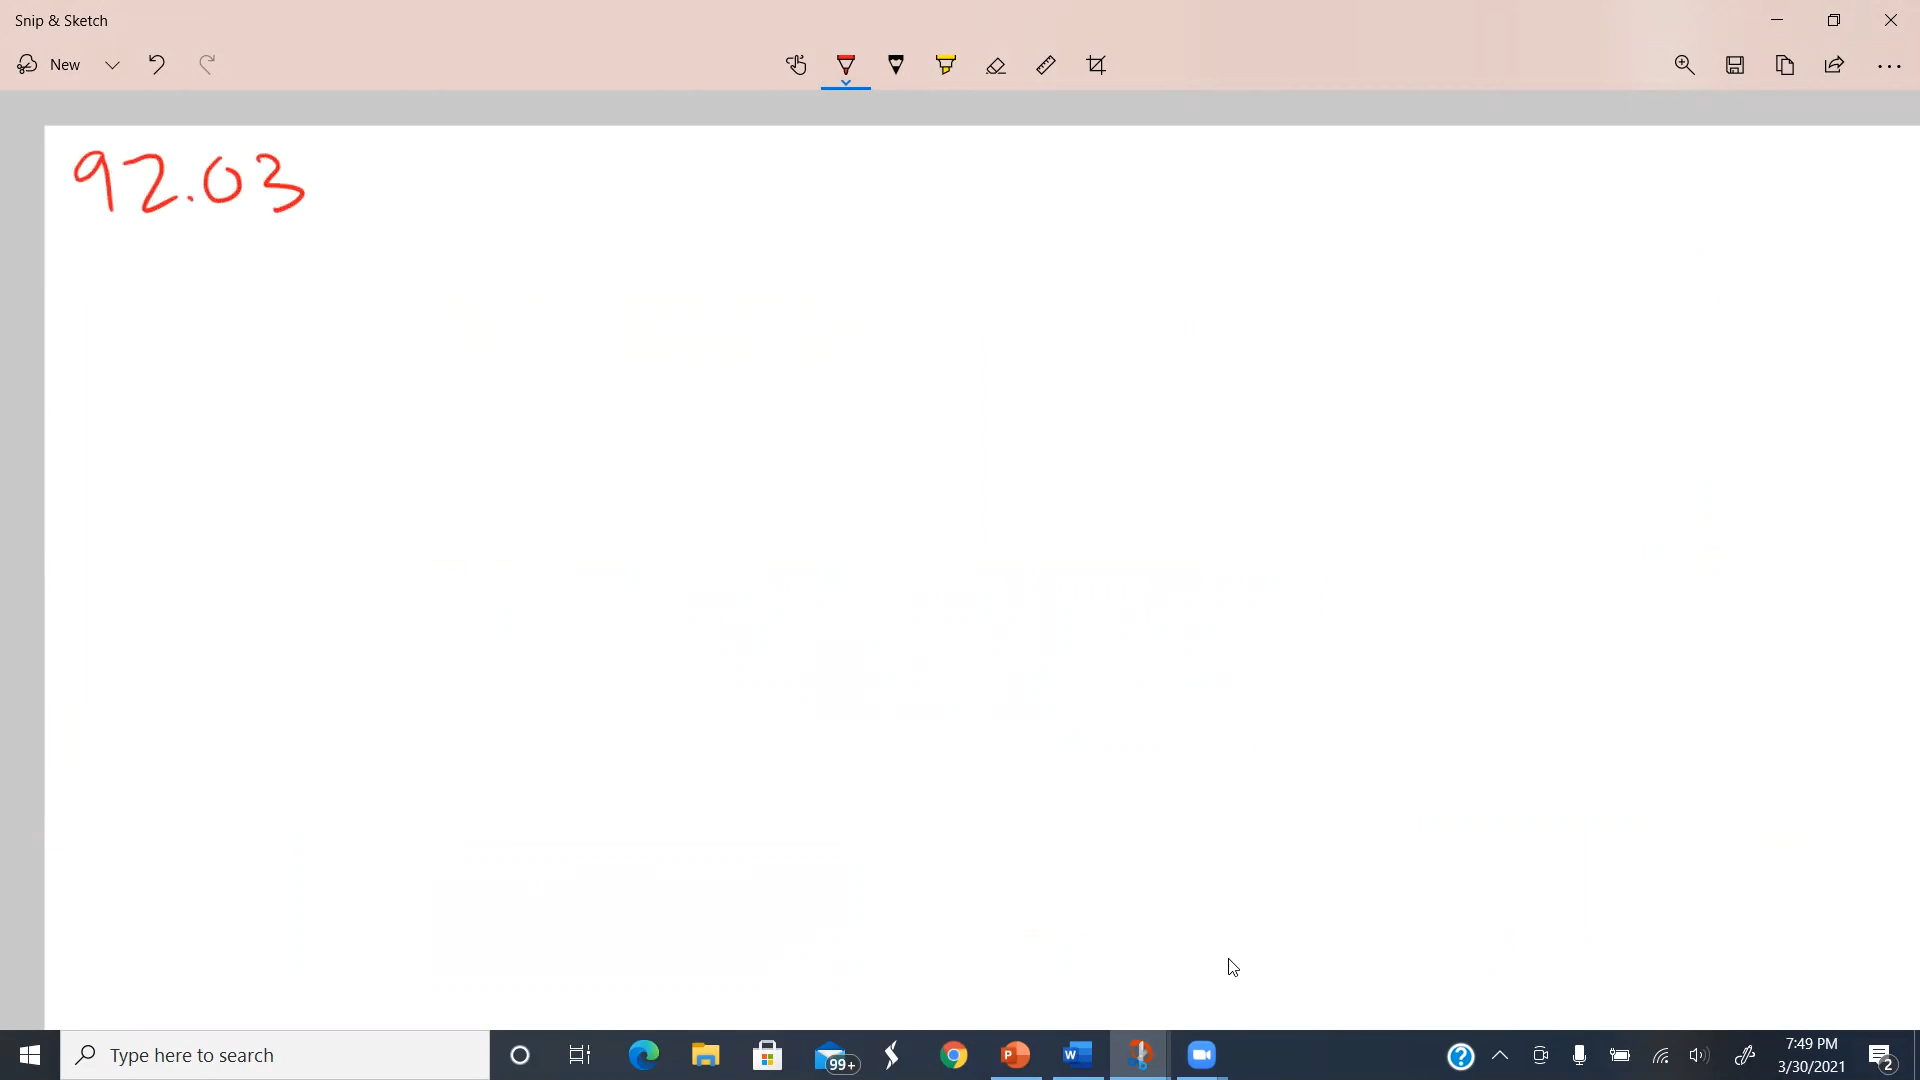 Snip & Sketch
New
92.03
Type here to search
99+
7:49 PM
3/30/2021
2